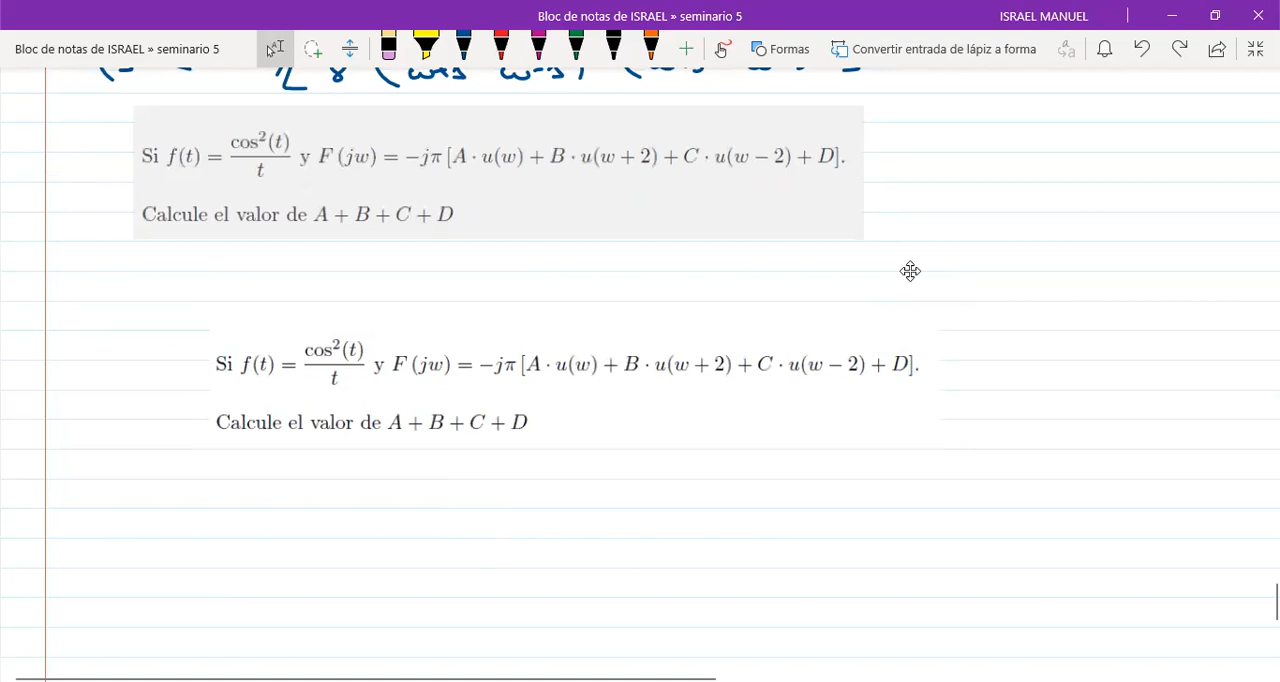 Bloc de notas de ISRAEL » seminario 5
ISRAEL MANUEL
Bloc de notas de ISRAEL » seminario 5
Formas
Convertir entrada de lápiz a forma
Si f(t) = cos²(t)/t y F(jw) = −jπ [A · u(w) + B · u(w + 2) + C · u(w − 2) + D].
Calcule el valor de A + B + C + D
Si f(t) = cos²(t)/t y F(jw) = −jπ [A · u(w) + B · u(w + 2) + C · u(w − 2) + D].
Calcule el valor de A + B + C + D